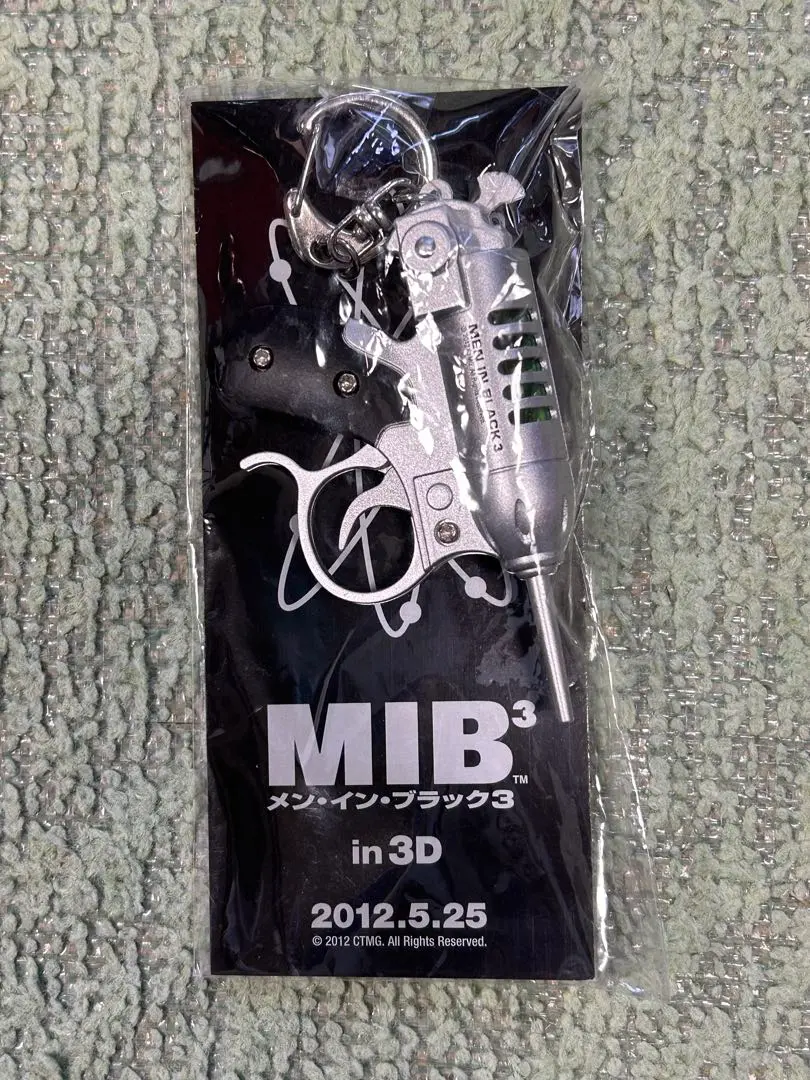 MEN IN BLACK 3
MIB³™
メン・イン・ブラック3
in 3D
2012.5.25
© 2012 CTMG. All Rights Reserved.